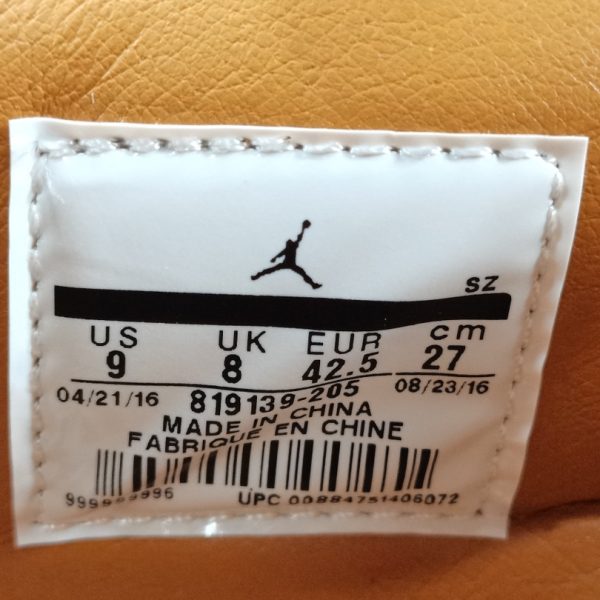 SZ
US UK EUR cm
9 8 42.5 27
04/21/16 819139-205 08/23/16
MADE IN CHINA
FABRIQUE EN CHINE
UPC 00884751406072